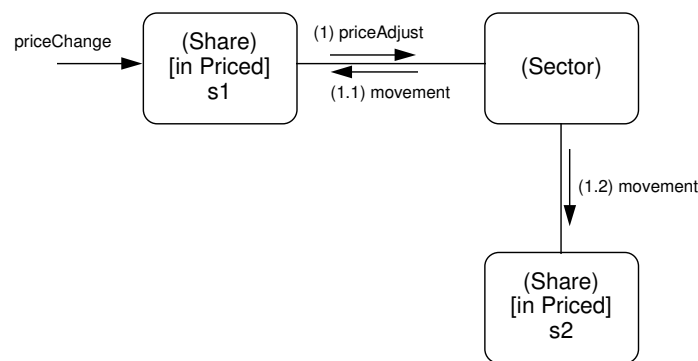 priceChange
(Share)
[in Priced]
s1
(1) priceAdjust
(1.1) movement
(Sector)
(1.2) movement
(Share)
[in Priced]
s2